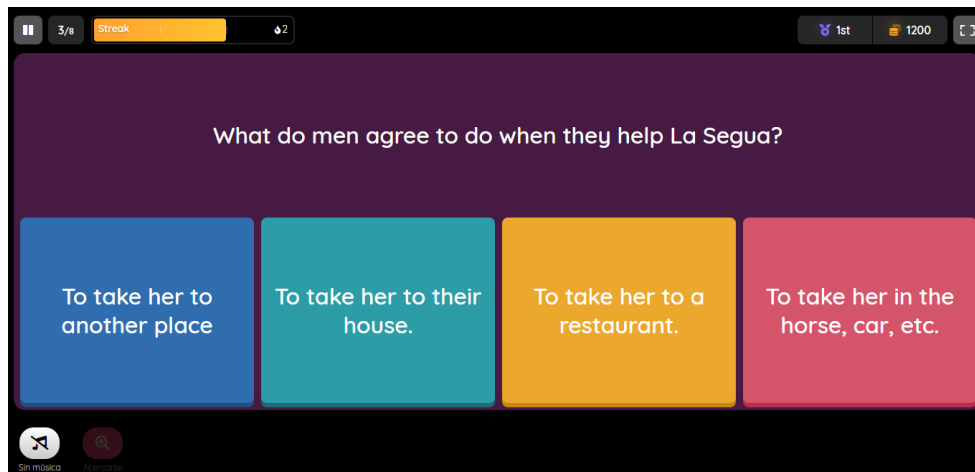 3/8
Streak
2
1st
1200
What do men agree to do when they help La Segua?
To take her to
another place
To take her to their
house.
To take her to a
restaurant.
To take her in the
horse, car, etc.
Sin música
Acercarse